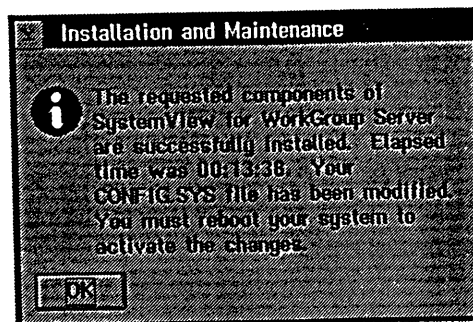 Installation and Maintenance
The requested components of
SystemView for WorkGroup Server
are successfully installed. Elapsed
time was 00:13:36. Your
CONFIG.SYS file has been modified.
You must reboot your system to
activate the changes.
OK